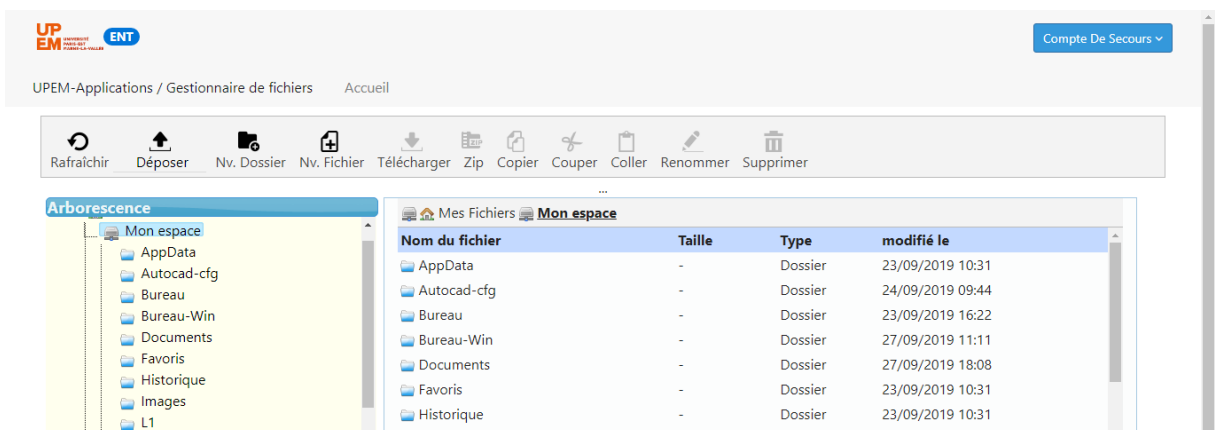 UP
EM UNIVERSITÉ PARIS-EST MARNE-LA-VALLÉE ENT
Compte De Secours
UPEM-Applications / Gestionnaire de fichiers Accueil
Rafraîchir Déposer Nv. Dossier Nv. Fichier Télécharger Zip Copier Couper Coller Renommer Supprimer
...
Arborescence
Mon espace
AppData
Autocad-cfg
Bureau
Bureau-Win
Documents
Favoris
Historique
Images
L1
Mes Fichiers Mon espace
Nom du fichier Taille Type modifié le
AppData - Dossier 23/09/2019 10:31
Autocad-cfg - Dossier 24/09/2019 09:44
Bureau - Dossier 23/09/2019 16:22
Bureau-Win - Dossier 27/09/2019 11:11
Documents - Dossier 27/09/2019 18:08
Favoris - Dossier 23/09/2019 10:31
Historique - Dossier 23/09/2019 10:31